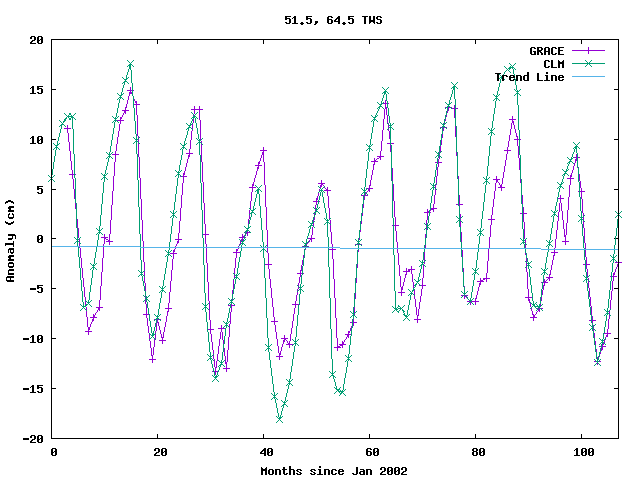 51.5, 64.5 TWS
GRACE
CLM
Trend Line
20
15
10
5
0
-5
-10
-15
-20
Anomaly (cm)
0 20 40 60 80 100
Months since Jan 2002